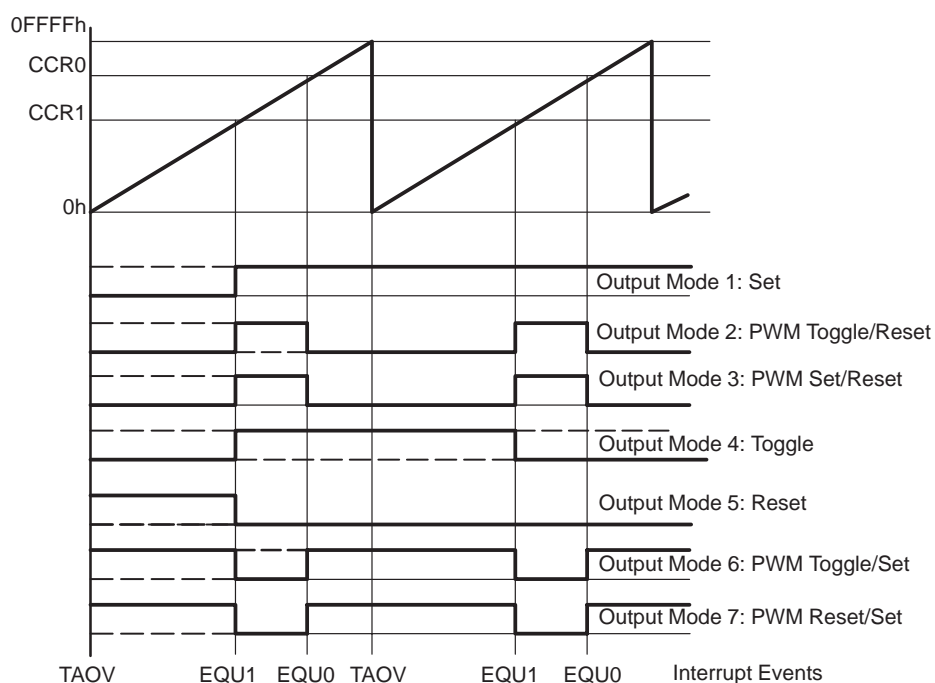 0FFFFh
CCR0
CCR1
0h
Output Mode 1: Set
Output Mode 2: PWM Toggle/Reset
Output Mode 3: PWM Set/Reset
Output Mode 4: Toggle
Output Mode 5: Reset
Output Mode 6: PWM Toggle/Set
Output Mode 7: PWM Reset/Set
TAOV EQU1 EQU0 TAOV EQU1 EQU0 Interrupt Events